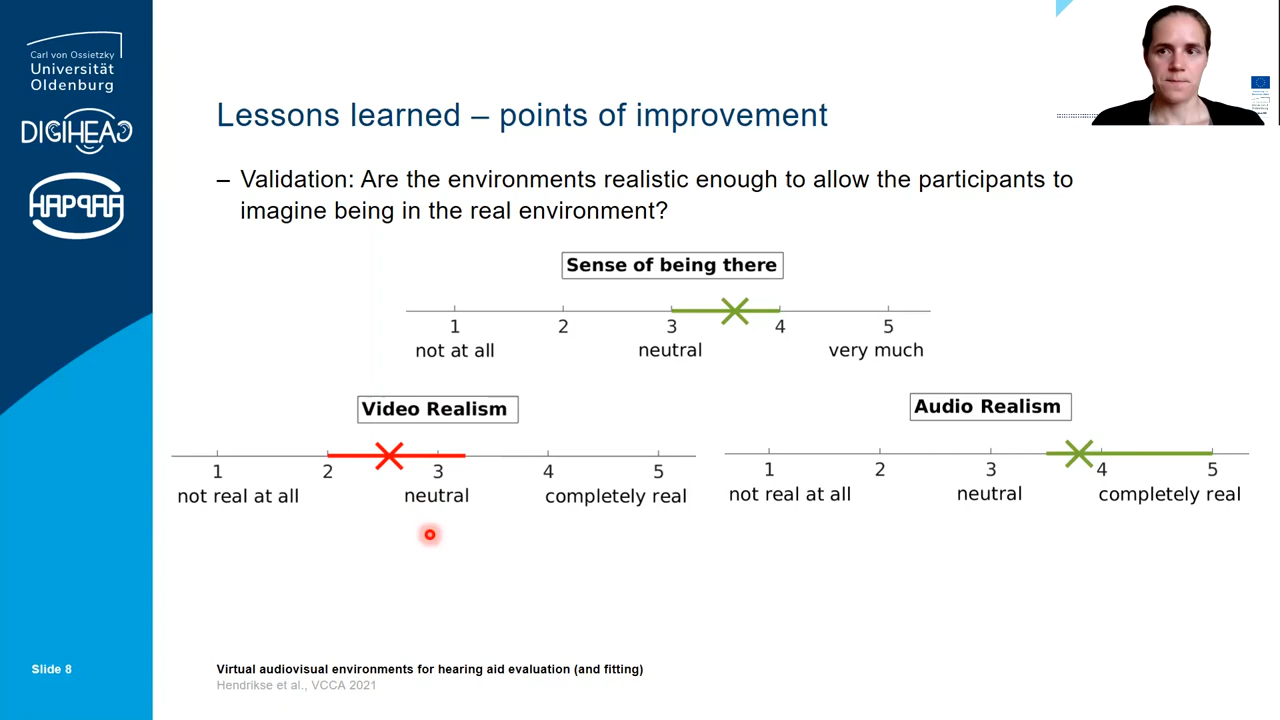 Carl von Ossietzky
Universität
Oldenburg
DIGIHEAD
Lessons learned – points of improvement
– Validation: Are the environments realistic enough to allow the participants to
imagine being in the real environment?
Sense of being there
1 2 3 4 5
not at all neutral very much
Video Realism
1 2 3 4 5
not real at all neutral completely real
Audio Realism
1 2 3 4 5
not real at all neutral completely real
Slide 8
Virtual audiovisual environments for hearing aid evaluation (and fitting)
Hendrikse et al., VCCA 2021